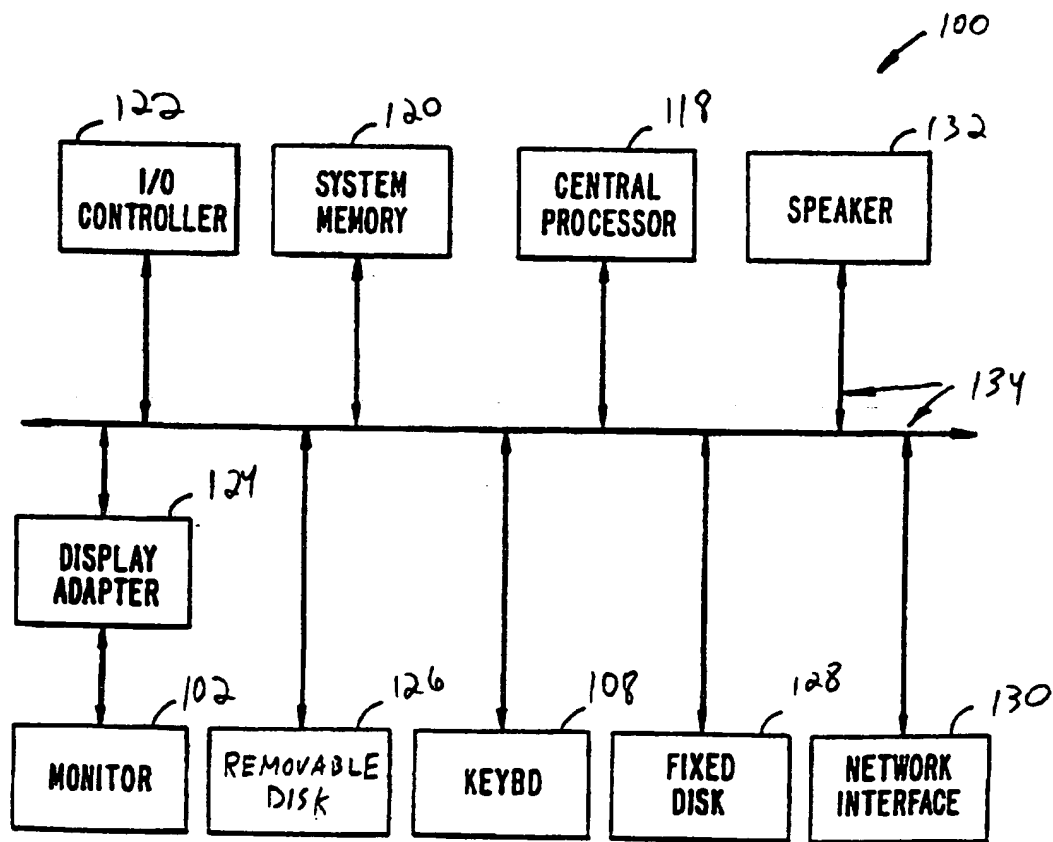 100
122
120
118
132
I/O
CONTROLLER
SYSTEM
MEMORY
CENTRAL
PROCESSOR
SPEAKER
134
124
DISPLAY
ADAPTER
102
126
108
128
130
MONITOR
REMOVABLE
DISK
KEYBD
FIXED
DISK
NETWORK
INTERFACE